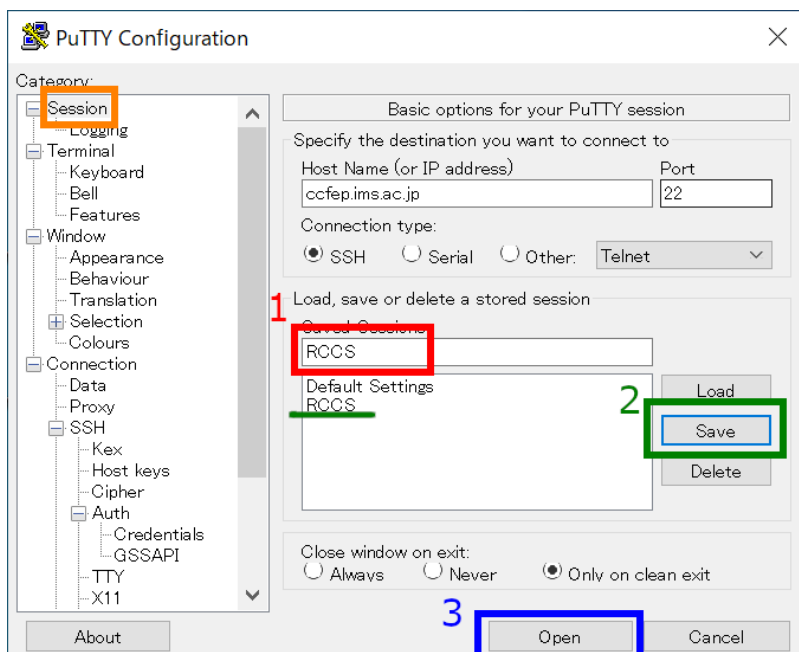 PuTTY Configuration
Category:
Session
Logging
Terminal
Keyboard
Bell
Features
Window
Appearance
Behaviour
Translation
Selection
Colours
Connection
Data
Proxy
SSH
Kex
Host keys
Cipher
Auth
Credentials
GSSAPI
TTY
X11
Basic options for your PuTTY session
Specify the destination you want to connect to
Host Name (or IP address) Port
ccfep.ims.ac.jp 22
Connection type:
SSH Serial Other: Telnet
Load, save or delete a stored session
1
Saved Sessions
RCCS
Default Settings
RCCS
Load
2
Save
Delete
Close window on exit:
Always Never Only on clean exit
3
About Open Cancel